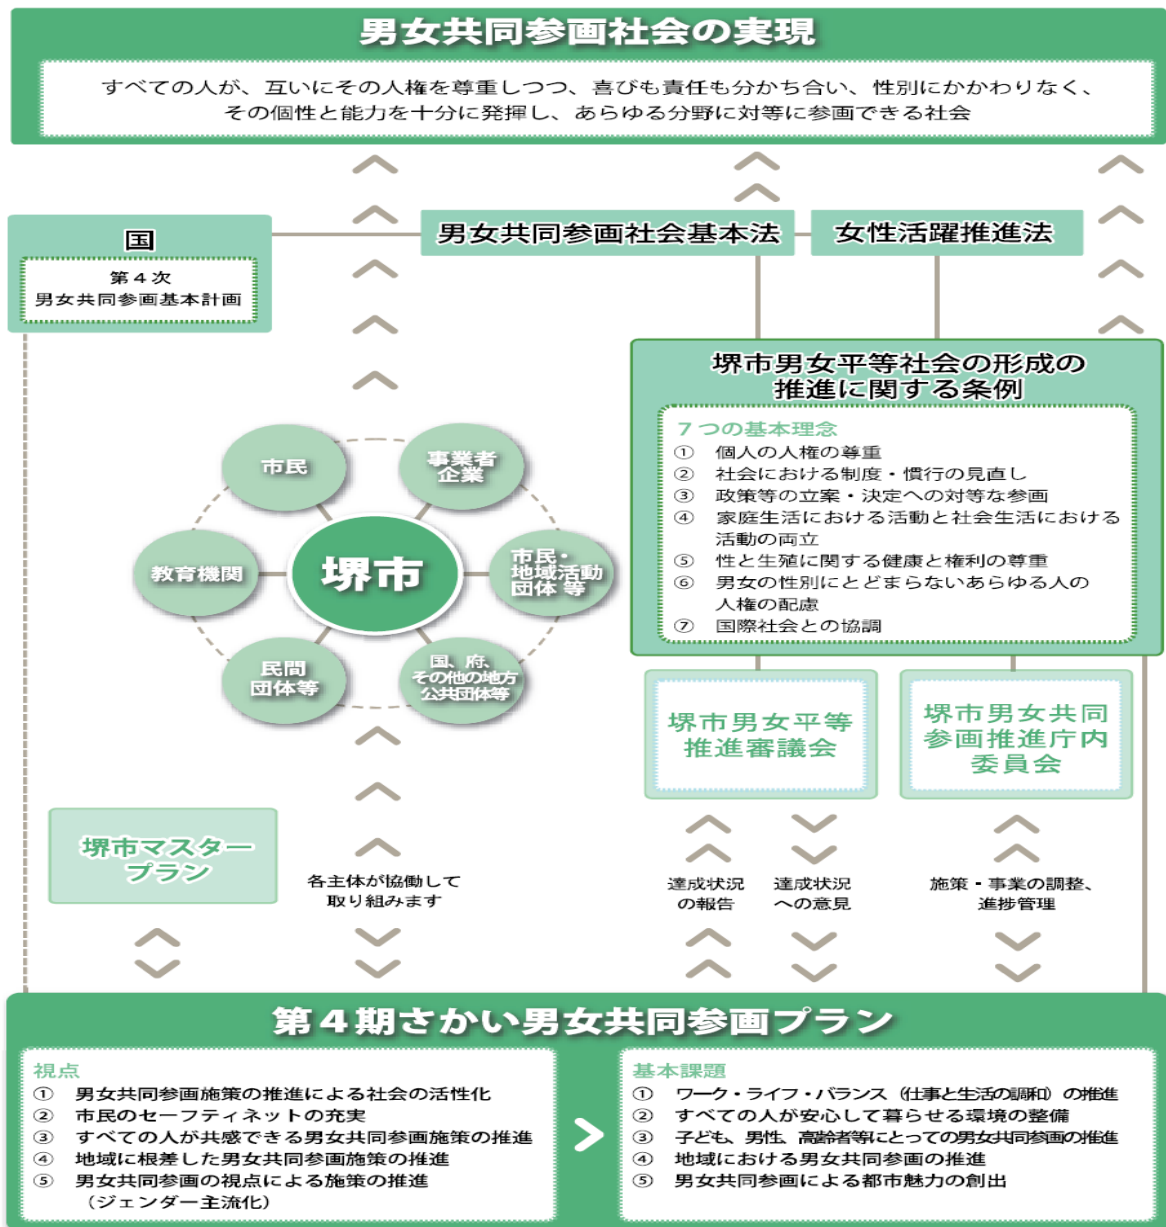 男女共同参画社会の実現
すべての人が、互いにその人権を尊重しつつ、喜びも責任も分かち合い、性別にかかわりなく、
その個性と能力を十分に発揮し、あらゆる分野に対等に参画できる社会
国
第４次
男女共同参画基本計画
男女共同参画社会基本法
女性活躍推進法
堺市男女平等社会の形成の
推進に関する条例
７つの基本理念
① 個人の人権の尊重
② 社会における制度・慣行の見直し
③ 政策等の立案・決定への対等な参画
④ 家庭生活における活動と社会生活における
活動の両立
⑤ 性と生殖に関する健康と権利の尊重
⑥ 男女の性別にとどまらないあらゆる人の
人権の配慮
⑦ 国際社会との協調
市民
事業者
企業
教育機関
堺市
市民・
地域活動
団体 等
民間
団体等
国、府、
その他の地方
公共団体等
堺市男女平等
推進審議会
堺市男女共同
参画推進庁内
委員会
堺市マスター
プラン
各主体が協働して
取り組みます
達成状況
の報告
達成状況
への意見
施策・事業の調整、
進捗管理
第４期さかい男女共同参画プラン
視点
① 男女共同参画施策の推進による社会の活性化
② 市民のセーフティネットの充実
③ すべての人が共感できる男女共同参画施策の推進
④ 地域に根差した男女共同参画施策の推進
⑤ 男女共同参画の視点による施策の推進
（ジェンダー主流化）
基本課題
① ワーク・ライフ・バランス（仕事と生活の調和）の推進
② すべての人が安心して暮らせる環境の整備
③ 子ども、男性、高齢者等にとっての男女共同参画の推進
④ 地域における男女共同参画の推進
⑤ 男女共同参画による都市魅力の創出